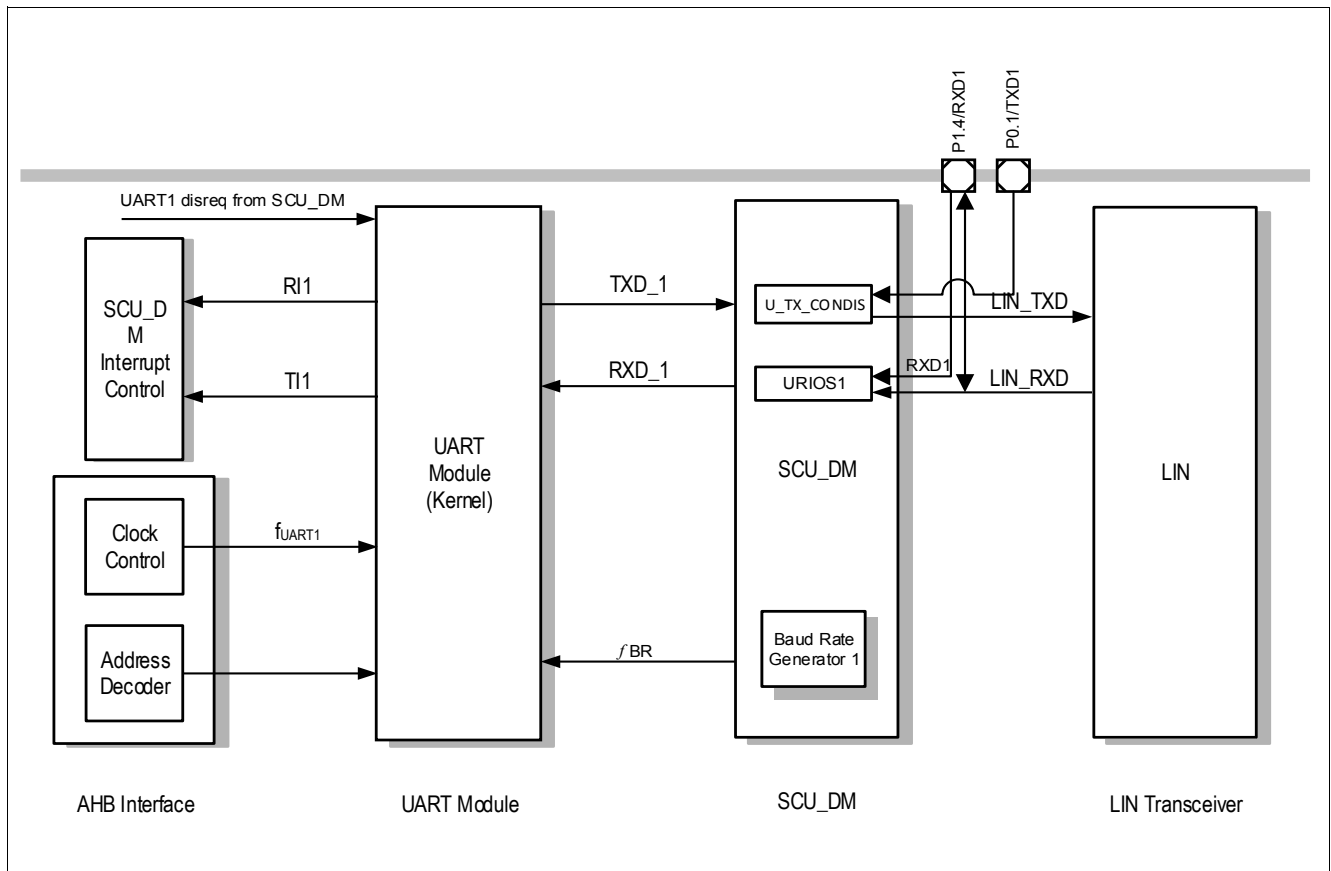 P1.4/RXD1
P0.1/TXD1
UART1 disreq from SCU_DM
SCU_D
M
Interrupt
Control
RI1
TI1
UART
Module
(Kernel)
TXD_1
RXD_1
U_TX_CONDIS
LIN_TXD
RXD1
URIOS1
LIN_RXD
SCU_DM
LIN
Clock
Control
fUART1
Address
Decoder
fBR
Baud Rate
Generator 1
AHB Interface
UART Module
SCU_DM
LIN Transceiver